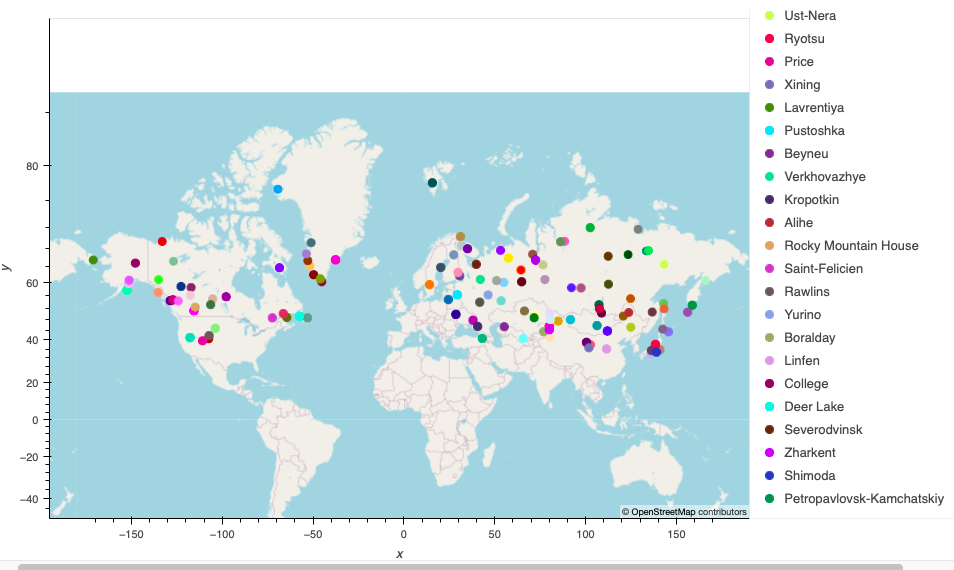 80
60
40
20
0
−20
−40
y
−150
−100
−50
0
50
100
150
x
© OpenStreetMap contributors
Ust-Nera
Ryotsu
Price
Xining
Lavrentiya
Pustoshka
Beyneu
Verkhovazhye
Kropotkin
Alihe
Rocky Mountain House
Saint-Felicien
Rawlins
Yurino
Boralday
Linfen
College
Deer Lake
Severodvinsk
Zharkent
Shimoda
Petropavlovsk-Kamchatskiy